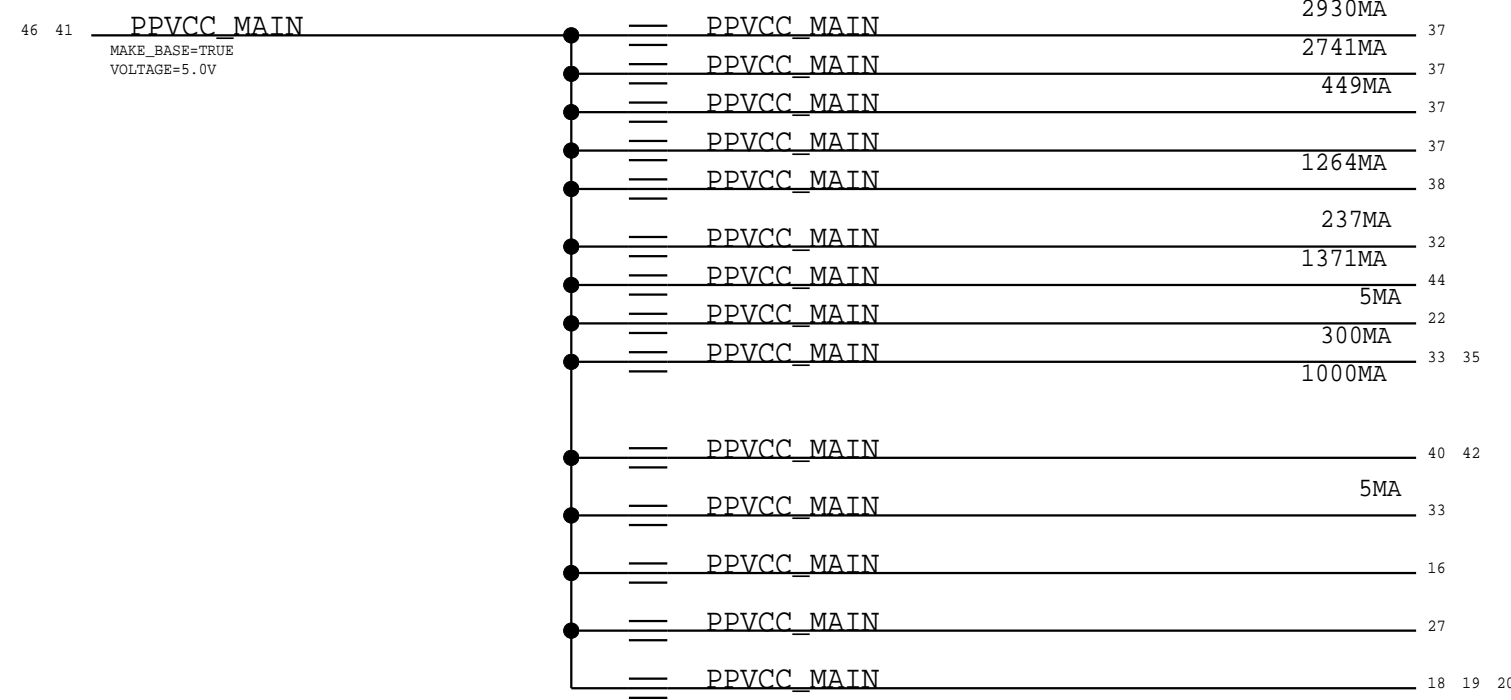 2930MA
46 41 PPVCC_MAIN PPVCC_MAIN 37
MAKE_BASE=TRUE 2741MA
VOLTAGE=5.0V PPVCC_MAIN 37
449MA
PPVCC_MAIN 37
PPVCC_MAIN 37
1264MA
PPVCC_MAIN 38
237MA
PPVCC_MAIN 32
1371MA
PPVCC_MAIN 44
5MA
PPVCC_MAIN 22
300MA
PPVCC_MAIN 33 35
1000MA
PPVCC_MAIN 40 42
5MA
PPVCC_MAIN 33
PPVCC_MAIN 16
PPVCC_MAIN 27
PPVCC_MAIN 18 19 20